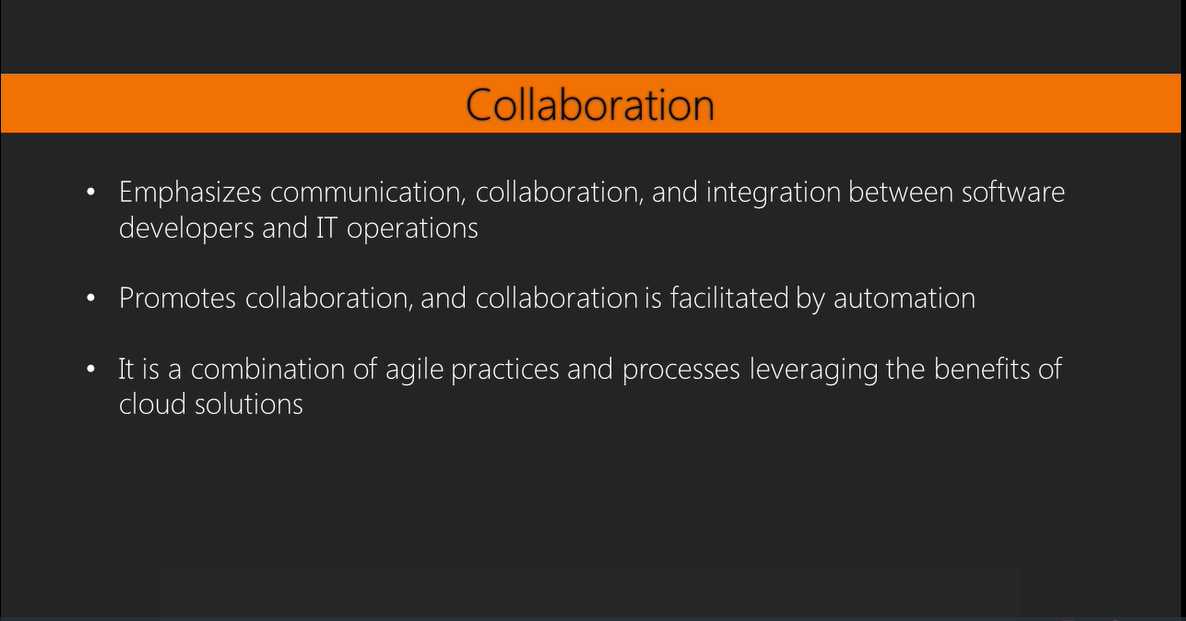 Collaboration
• Emphasizes communication, collaboration, and integration between software
developers and IT operations
• Promotes collaboration, and collaboration is facilitated by automation
• It is a combination of agile practices and processes leveraging the benefits of
cloud solutions